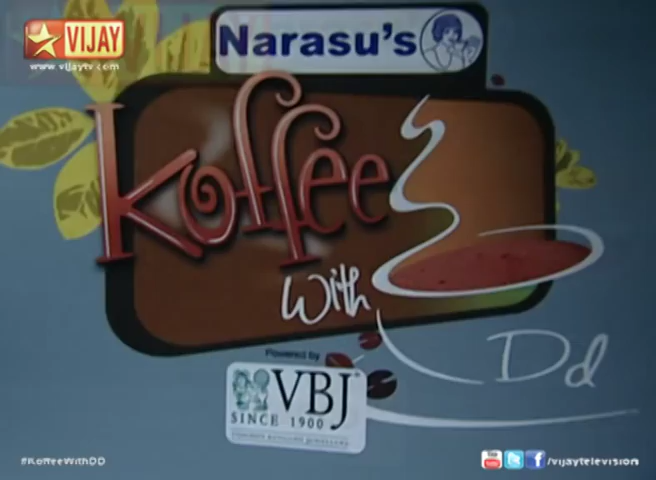 VIJAY
www.vijaytv.com
Narasu's
Koffee
with
Dd
Powered by
VBJ
SINCE 1900
#KoffeeWithDD
/vijaytelevision